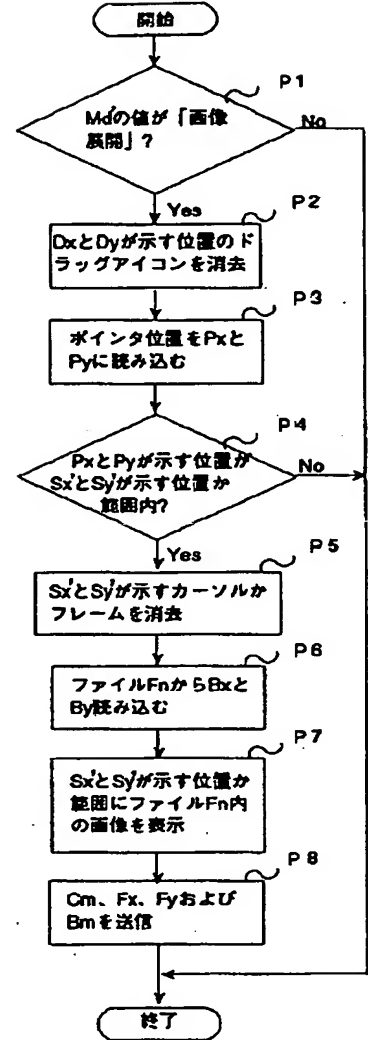 開始
P1
Md'の値が「画像
展開」?
No
Yes
P2
DxとDyが示す位置のド
ラッグアイコンを消去
P3
ポインタ位置をPxと
Pyに読み込む
P4
PxとPyが示す位置が
Sx'とSy'が示す位置か
範囲内?
No
Yes
P5
Sx'とSy'が示すカーソルか
フレームを消去
P6
ファイルFnからBxと
By読み込む
P7
Sx'とSy'が示す位置か
範囲にファイルFn内
の画像を表示
P8
Cm、Fx、Fyおよび
Bmを送信
終了